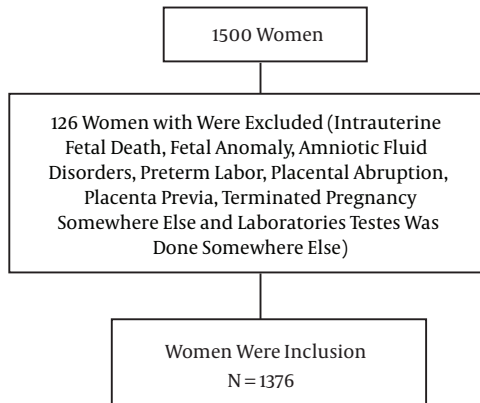 1500 Women
126 Women with Were Excluded (Intrauterine
Fetal Death, Fetal Anomaly, Amniotic Fluid
Disorders, Preterm Labor, Placental Abruption,
Placenta Previa, Terminated Pregnancy
Somewhere Else and Laboratories Testes Was
Done Somewhere Else)
Women Were Inclusion
N = 1376